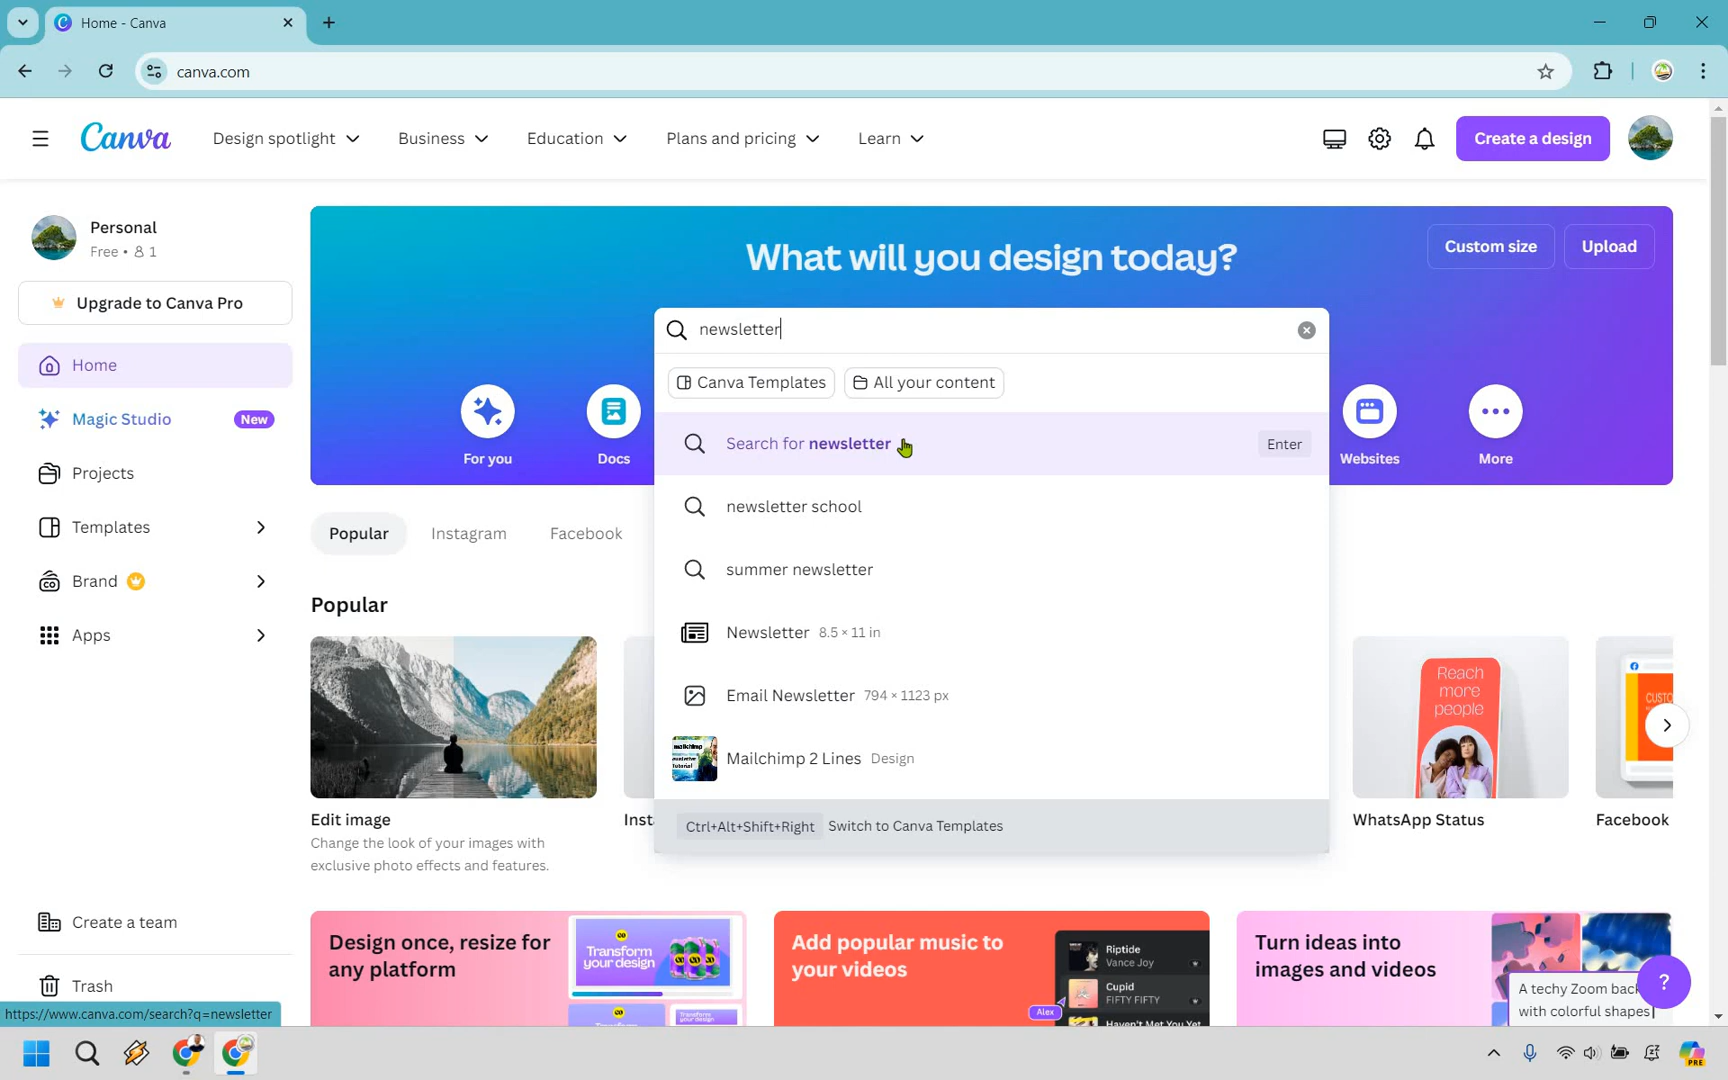 Home - Canva
canva.com
Canva
Design spotlight
Business
Education
Plans and pricing
Learn
Create a design
Personal
Free • 1
Upgrade to Canva Pro
Home
Magic Studio
New
Projects
Templates
Brand
Apps
Create a team
Trash
What will you design today?
Custom size
Upload
newsletter
Canva Templates
All your content
Search for newsletter
Enter
newsletter school
summer newsletter
Newsletter 8.5 × 11 in
Email Newsletter 794 × 1123 px
Mailchimp 2 Lines Design
Ctrl+Alt+Shift+Right Switch to Canva Templates
For you
Docs
Websites
More
Popular
Instagram
Facebook
Popular
Reach
more
people
Edit image
Change the look of your images with
exclusive photo effects and features.
Inst
WhatsApp Status
Facebook
Design once, resize for
any platform
Transform
your design
Add popular music to
your videos
Riptide
Vance Joy
Cupid
FIFTY FIFTY
Haven't Met You Yet
Alex
Turn ideas into
images and videos
A techy Zoom back
with colorful shapes
?
https://www.canva.com/search?q=newsletter
PRE